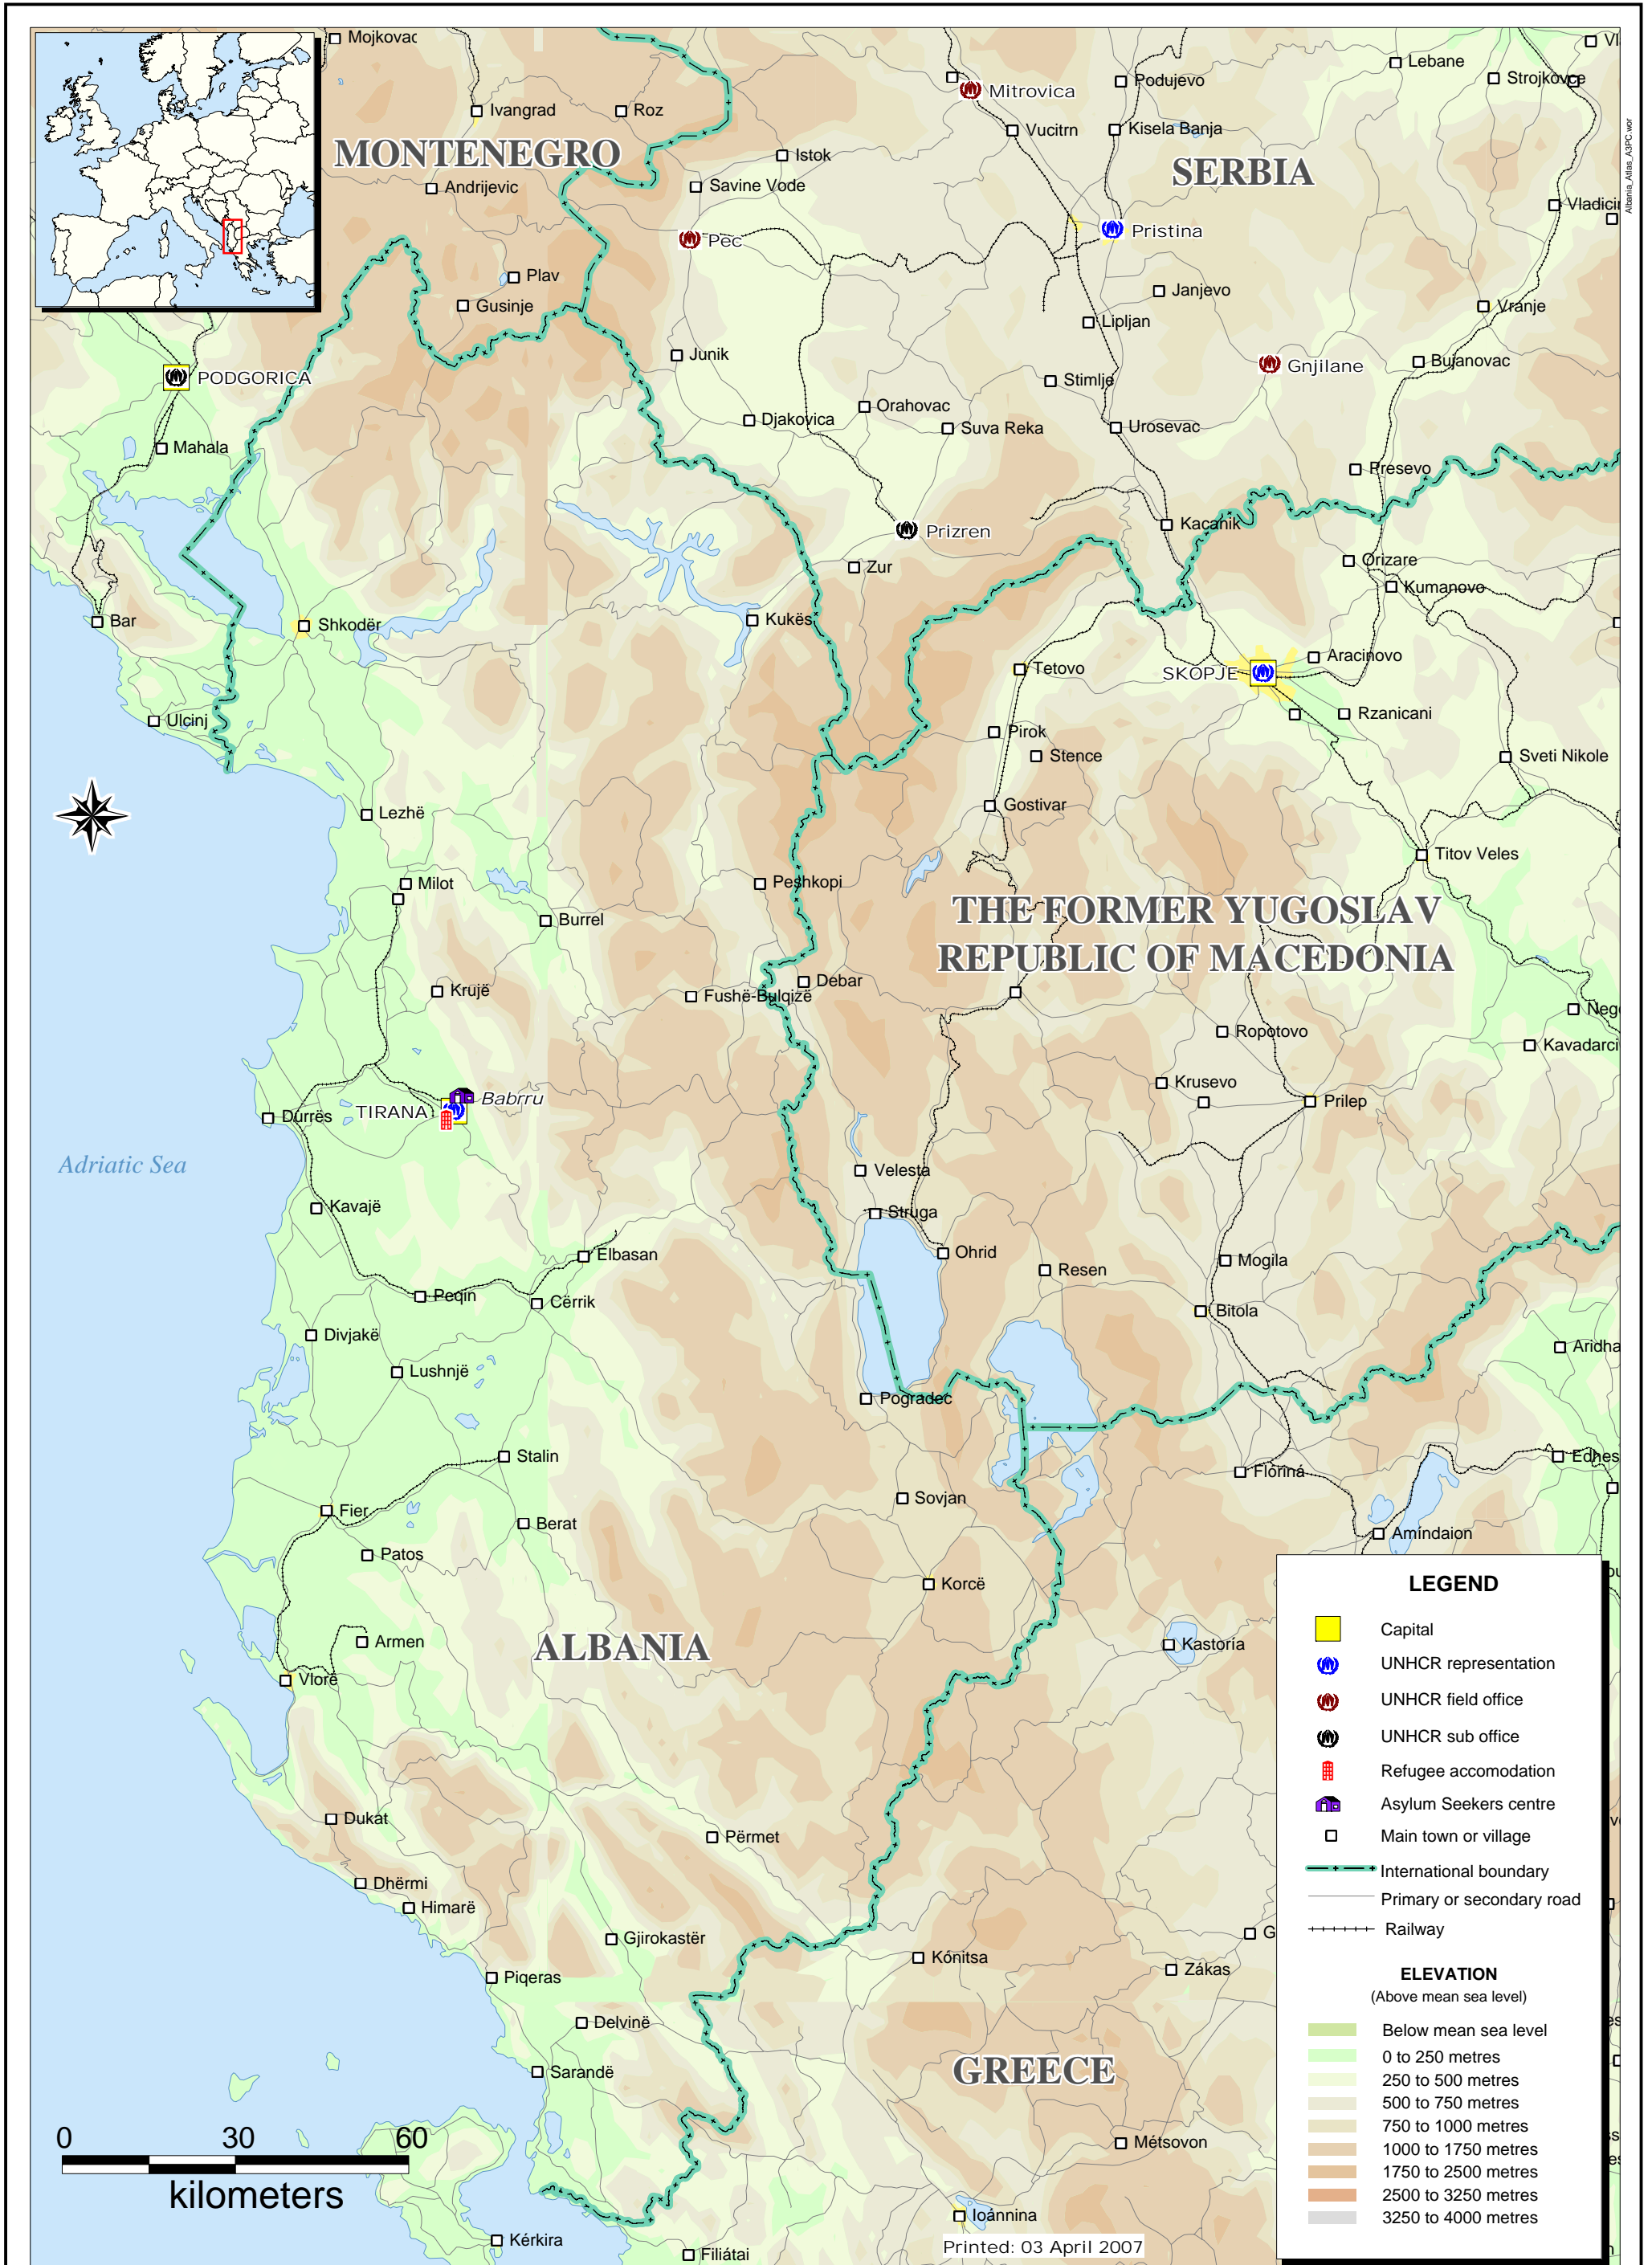 Mojkovac
Ivangrad
Roz
MONTENEGRO
Andrijevic
Istok
Savine Vode
Pec
Plav
Gusinje
Mitrovica
Podujevo
Vucitrn
Kisela Banja
SERBIA
Lebane
Strojkovce
Albania_Atlas_A3PC.wor
Pristina
Janjevo
Lipljan
Vranje
Junik
Stimlje
Gnjilane
Bujanovac
PODGORICA
Djakovica
Orahovac
Suva Reka
Urosevac
Mahala
Presevo
Prizren
Kacanik
Zur
Orizare
Kumanovo
Bar
Shkodër
Kukës
Tetovo
SKOPJE
Aracinovo
Ulcinj
Pirok
Rzanicani
Stence
Sveti Nikole
Lezhë
Gostivar
Titov Veles
Milot
Peshkopi
Burrel
THE FORMER YUGOSLAV
REPUBLIC OF MACEDONIA
Krujë
Fushë-Bulqizë
Debar
Ropotovo
Kavadarci
Krusevo
Prilep
Babrru
TIRANA
Durrës
Adriatic Sea
Velesta
Kavajë
Struga
Elbasan
Ohrid
Mogila
Resen
Peqin
Cërrik
Bitola
Divjakë
Lushnjë
Pogradec
Stalin
Flóriná
Sovjan
Fier
Berat
Amíndaion
Patos
Korcë
Armen
ALBANIA
Kastoría
Vlorë
Dukat
Përmet
Dhërmi
Himarë
Gjirokastër
Kónitsa
Piqeras
Zákas
Delvinë
Sarandë
GREECE
Métsovon
Ioánnina
Kérkira
Filiátai
0 30 60
kilometers
Printed: 03 April 2007
LEGEND
Capital
UNHCR representation
UNHCR field office
UNHCR sub office
Refugee accomodation
Asylum Seekers centre
Main town or village
International boundary
Primary or secondary road
Railway
ELEVATION
(Above mean sea level)
Below mean sea level
0 to 250 metres
250 to 500 metres
500 to 750 metres
750 to 1000 metres
1000 to 1750 metres
1750 to 2500 metres
2500 to 3250 metres
3250 to 4000 metres